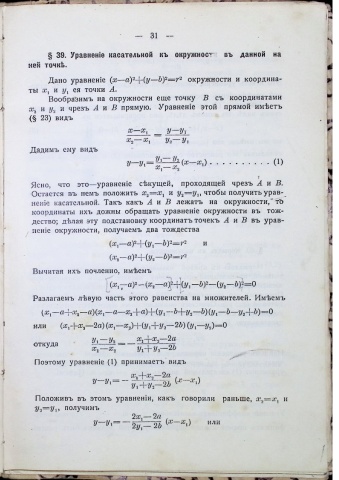 — 31 —
§ 39. Уравненіе касательной къ окружности въ данной на
ней точкѣ.
Дано уравненіе (x—a)²+(y—b)²=r² окружности и координа-
ты x₁ и y₁ ея точки A.
Вообразимъ на окружности еще точку B съ координатами
x₂ и y₂ и чрезъ A и B прямую. Уравненіе этой прямой имѣетъ
(§ 23) видъ
(x—x₁)/(x₂—x₁) = (y—y₁)/(y₂—y₁)
Дадимъ ему видъ
y—y₁ = (y₁—y₂)/(x₁—x₂) (x—x₁) . . . . . . . . . . (1)
Ясно, что это—уравненіе сѣкущей, проходящей чрезъ A и B.
Остается въ немъ положить x₂=x₁ и y₂=y₁, чтобы получить урав-
неніе касательной. Такъ какъ A и B лежатъ на окружности, то
координаты ихъ должны обращать уравненіе окружности въ тож-
дество; дѣлая эту подстановку координатъ точекъ A и B въ урав-
неніе окружности, получаемъ два тождества
(x₁—a)²+(y₁—b)²=r² и
(x₂—a)²+(y₂—b)²=r²
Вычитая ихъ почленно, имѣемъ
(x₁—a)²—(x₂—a)²+(y₁—b)²—(y₂—b)²=0
Разлагаемъ лѣвую часть этого равенства на множителей. Имѣемъ
(x₁—a+x₂—a)(x₁—a—x₂+a)+(y₁—b+y₂—b)(y₁—b—y₂+b)=0
или (x₁+x₂—2a)(x₁—x₂)+(y₁+y₂—2b)(y₁—y₂)=0
откуда (y₁—y₂)/(x₁—x₂) = — (x₁+x₂—2a)/(y₁+y₂—2b)
Поэтому уравненіе (1) приметъ видъ
y—y₁ = — (x₁+x₂—2a)/(y₁+y₂—2b) (x—x₁)
Положивъ въ этомъ уравненіи, какъ говорили раньше, x₂=x₁ и
y₂=y₁, получимъ
y—y₁ = — (2x₁—2a)/(2y₁—2b) (x—x₁) или